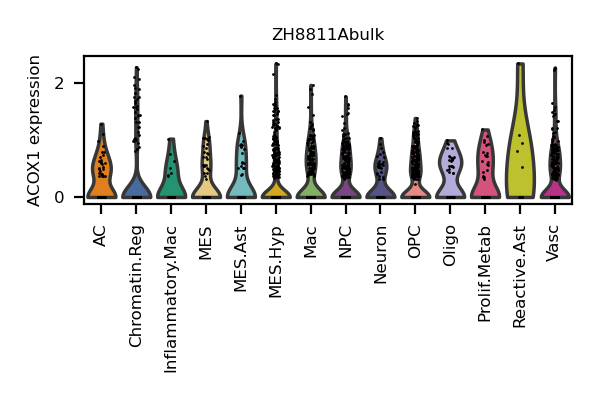 ZH8811Abulk
ACOX1 expression
2
0
AC
Chromatin.Reg
Inflammatory.Mac
MES
MES.Ast
MES.Hyp
Mac
NPC
Neuron
OPC
Oligo
Prolif.Metab
Reactive.Ast
Vasc